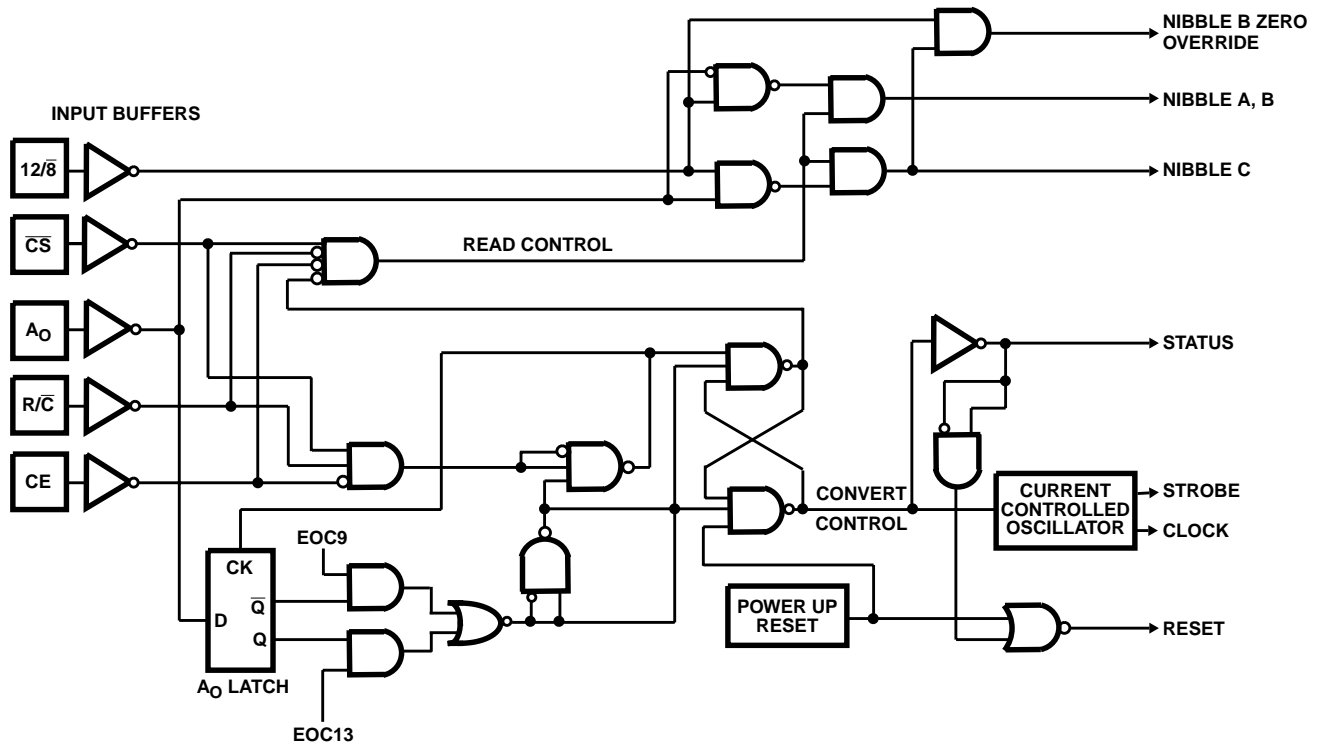 NIBBLE B ZERO
OVERRIDE
NIBBLE A, B
INPUT BUFFERS
12/8̅
NIBBLE C
C̅S̅
READ CONTROL
AO
STATUS
R/C̅
CE
CONVERT
CONTROL
CURRENT
CONTROLLED
OSCILLATOR
STROBE
CLOCK
EOC9
CK
Q̅
D
Q
POWER UP
RESET
RESET
AO LATCH
EOC13